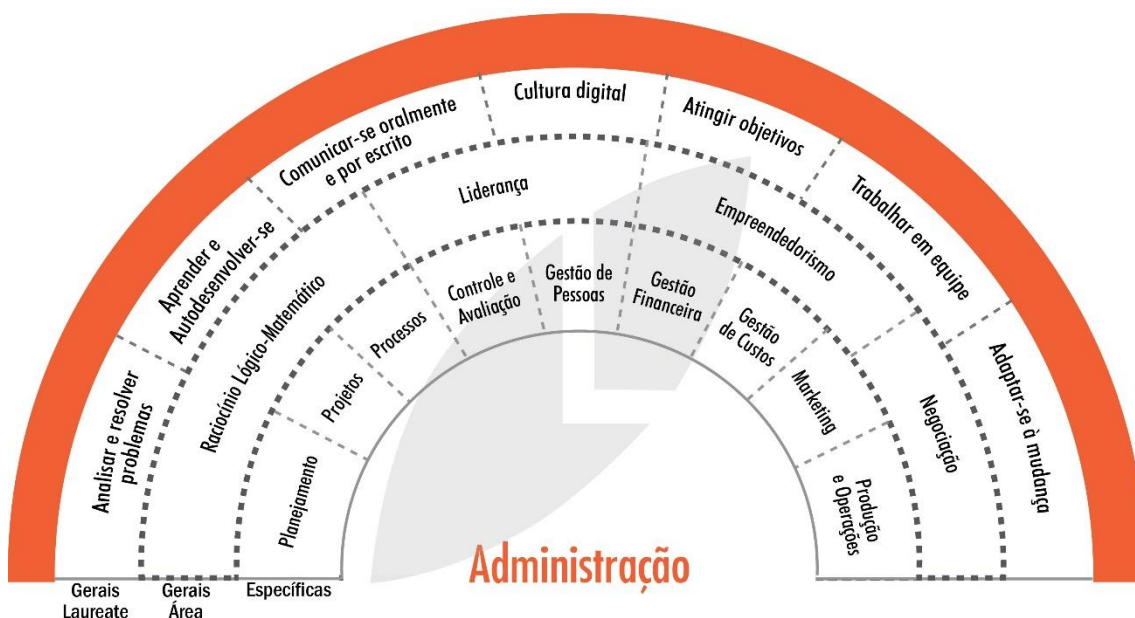 Analisar e resolver
problemas
Aprender e
Autodesenvolver-se
Comunicar-se oralmente
e por escrito
Cultura digital
Atingir objetivos
Trabalhar em equipe
Adaptar-se à mudança
Raciocínio Lógico-Matemático
Liderança
Empreendedorismo
Negociação
Planejamento
Projetos
Processos
Controle e
Avaliação
Gestão de
Pessoas
Gestão
Financeira
Gestão
de Custos
Marketing
Produção
e Operações
Administração
Gerais
Laureate
Gerais
Área
Específicas